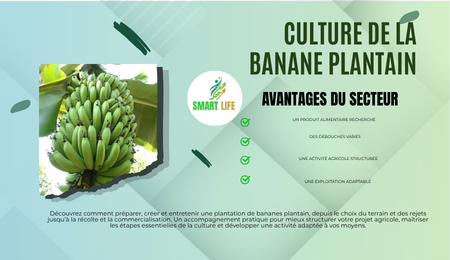 CULTURE DE LA
BANANE PLANTAIN
SMART LIFE
AVANTAGES DU SECTEUR
UN PRODUIT ALIMENTAIRE RECHERCHÉ
DES DÉBOUCHÉS VARIÉS
UNE ACTIVITÉ AGRICOLE STRUCTURÉE
UNE EXPLOITATION ADAPTABLE
Découvrez comment préparer, créer et entretenir une plantation de bananes plantain, depuis le choix du terrain et des rejets
jusqu'à la récolte et la commercialisation. Un accompagnement pratique pour mieux structurer votre projet agricole, maîtriser
les étapes essentielles de la culture et développer une activité adaptée à vos moyens.